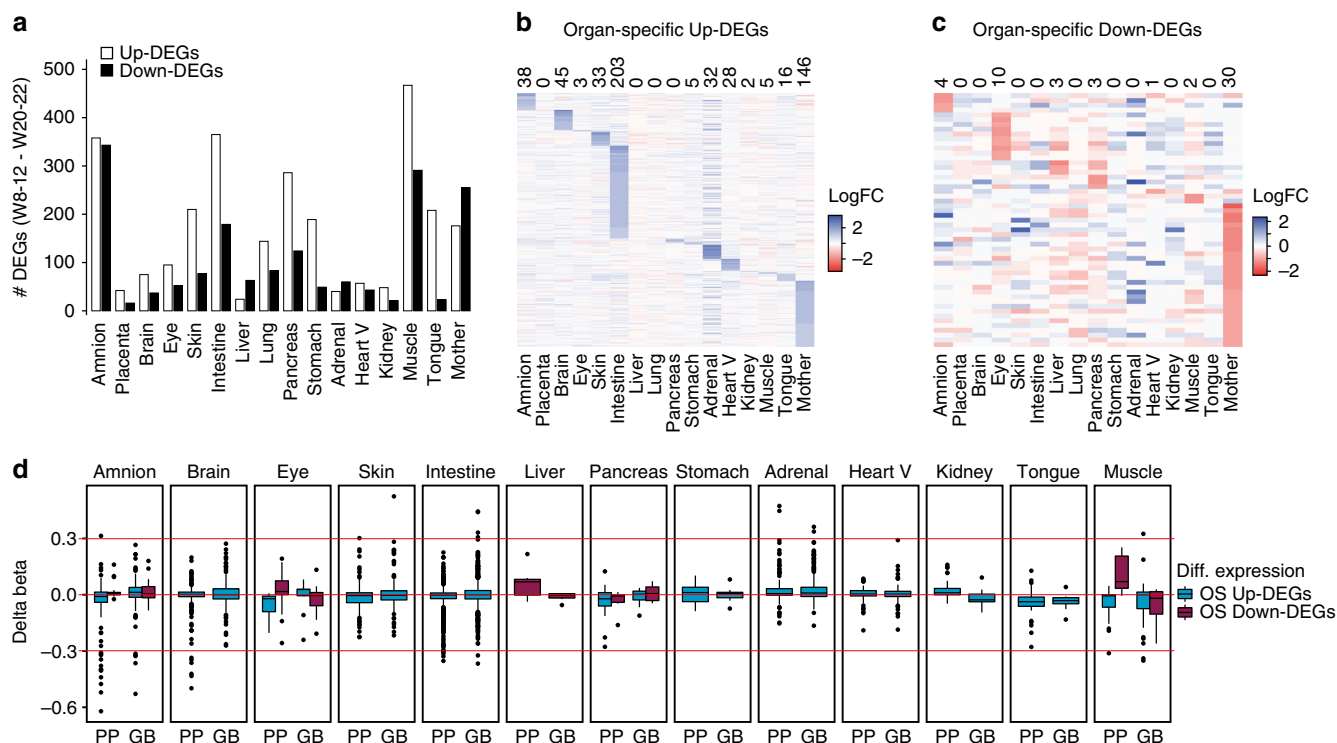 a
Up-DEGs
Down-DEGs
# DEGs (W8-12 - W20-22)
500
400
300
200
100
0
Amnion
Placenta
Brain
Eye
Skin
Intestine
Liver
Lung
Pancreas
Stomach
Adrenal
Heart V
Kidney
Muscle
Tongue
Mother
b
Organ-specific Up-DEGs
38 0 45 3 33 203 0 0 0 5 32 28 2 5 16 146
LogFC
2
0
−2
Amnion
Placenta
Brain
Eye
Skin
Intestine
Liver
Lung
Pancreas
Stomach
Adrenal
Heart V
Kidney
Muscle
Tongue
Mother
c
Organ-specific Down-DEGs
4 0 0 10 0 0 3 0 3 0 0 1 0 2 0 30
LogFC
2
1
0
−2
Amnion
Placenta
Brain
Eye
Skin
Intestine
Liver
Lung
Pancreas
Stomach
Adrenal
Heart V
Kidney
Muscle
Tongue
Mother
d
Amnion Brain Eye Skin Intestine Liver Pancreas Stomach Adrenal Heart V Kidney Tongue Muscle
Delta beta
0.3
0.0
−0.3
−0.6
PP GB PP GB PP GB PP GB PP GB PP GB PP GB PP GB PP GB PP GB PP GB PP GB PP GB
Diff. expression
OS Up-DEGs
OS Down-DEGs